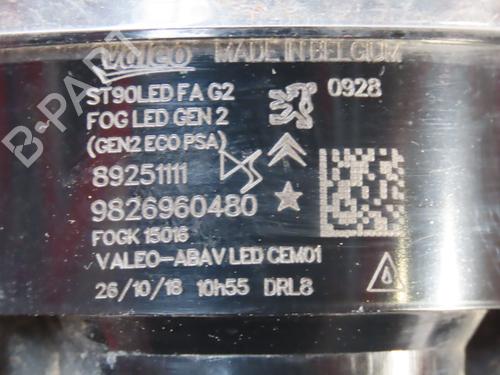 Valeo MADE IN BELGIUM
ST90LED FA G2
0928
FOG LED GEN 2
(GEN2 ECO PSA)
89251111
9826960480
FOGK 15016
VALEO-ABAV LED CEM01
26/10/18 10h55 DRL8
B-PARTS